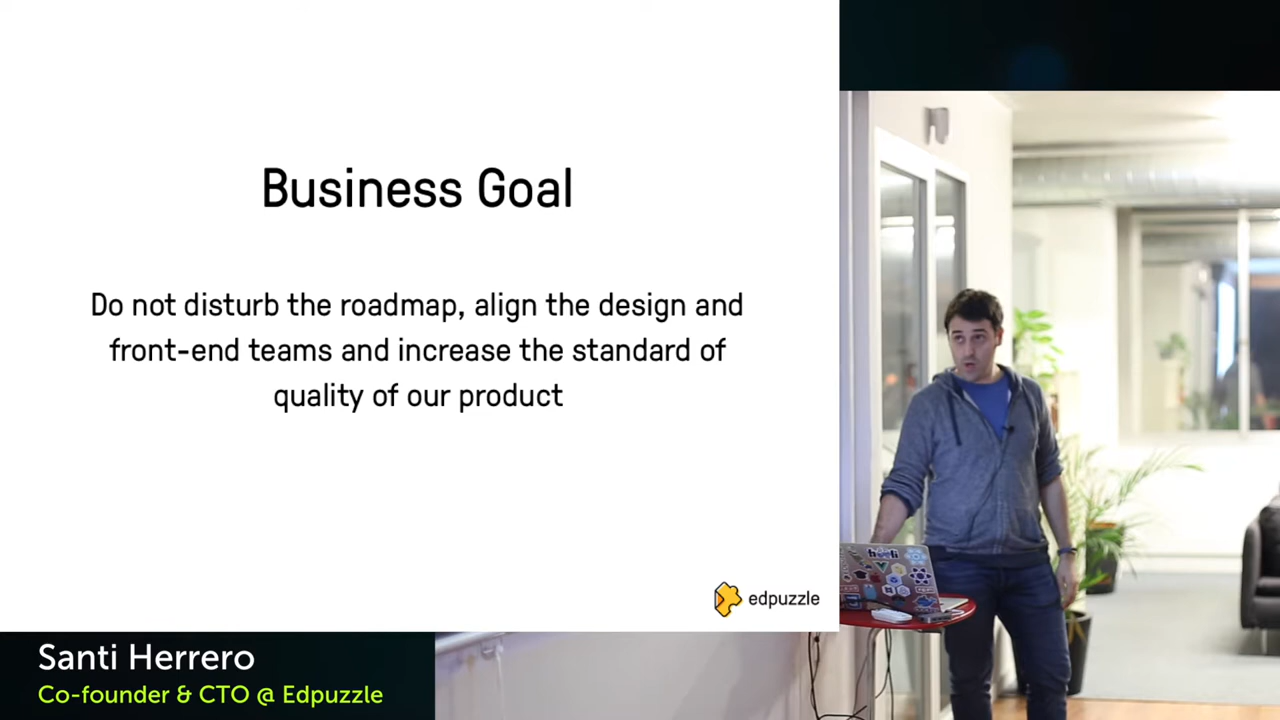 Business Goal
Do not disturb the roadmap, align the design and
front-end teams and increase the standard of
quality of our product
edpuzzle
hooli
Santi Herrero
Co-founder & CTO @ Edpuzzle